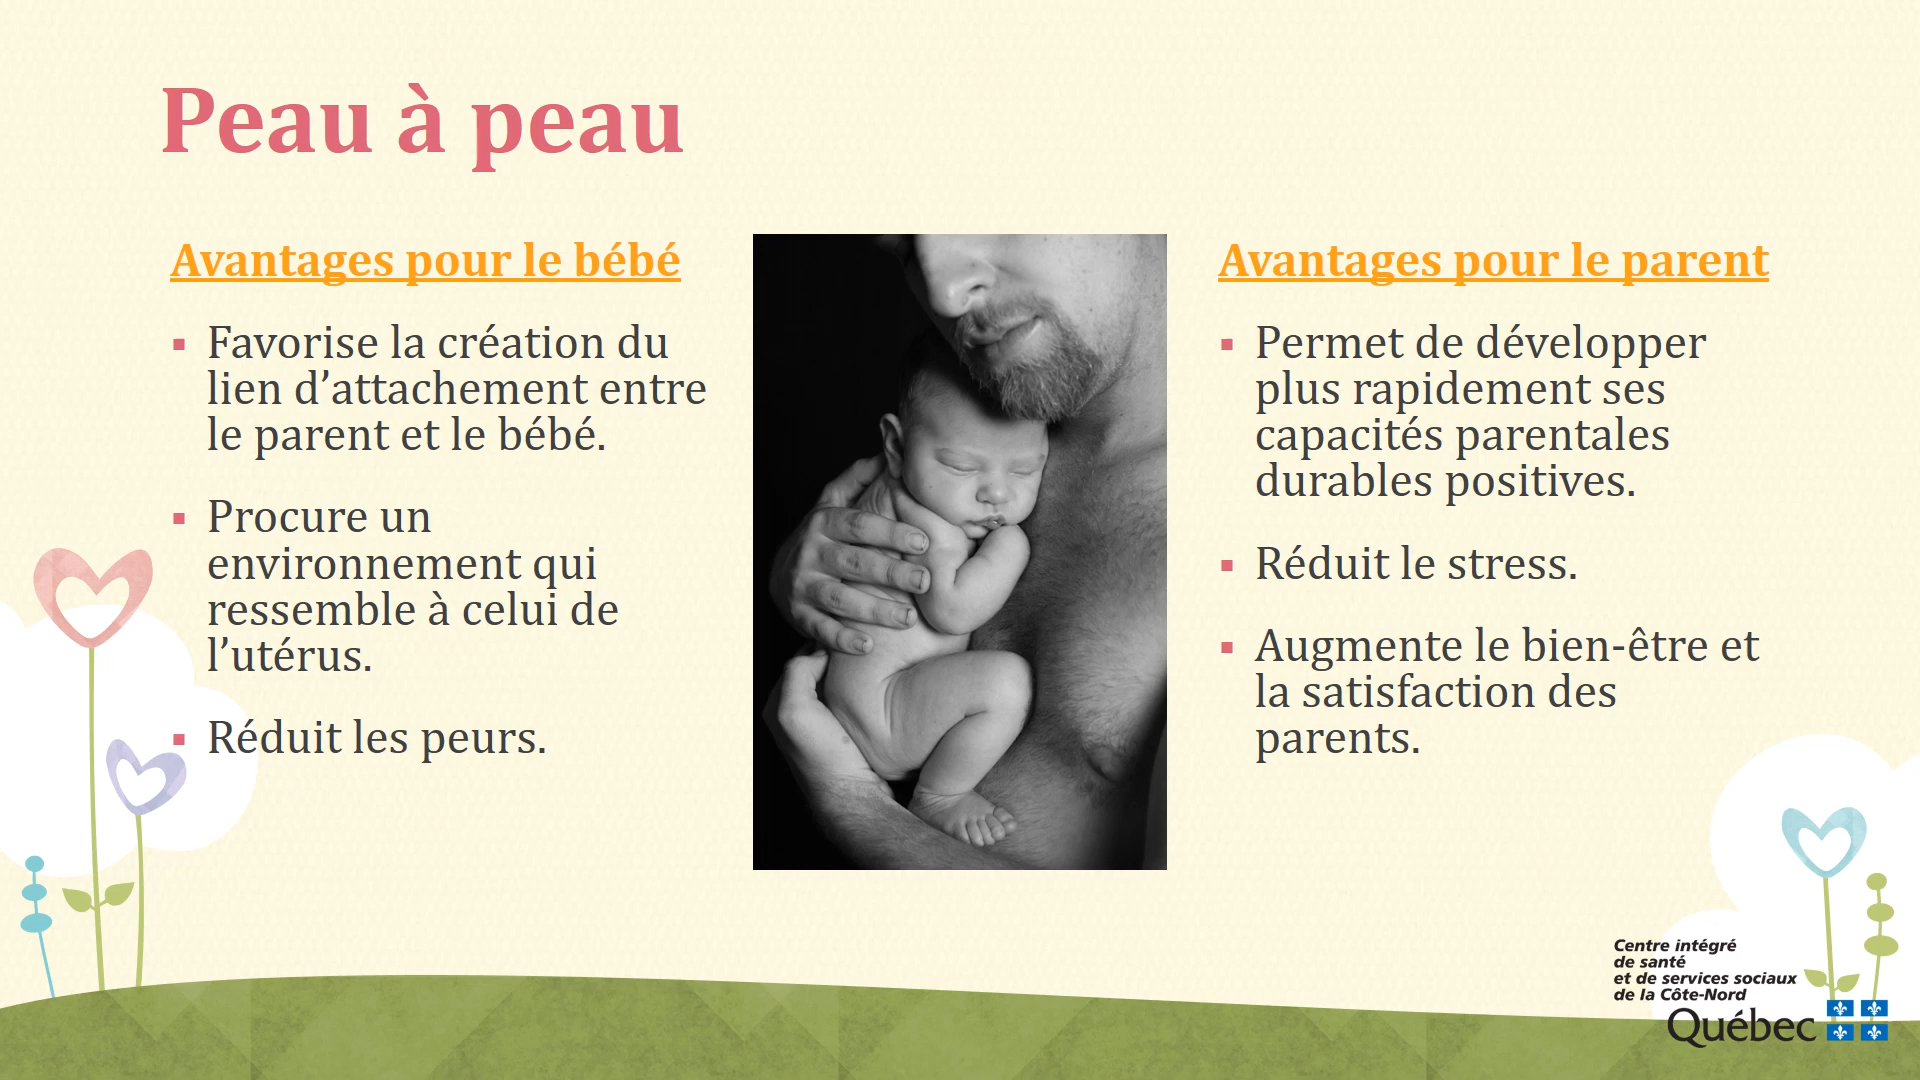 Peau à peau
Avantages pour le bébé
▪ Favorise la création du
lien d’attachement entre
le parent et le bébé.
▪ Procure un
environnement qui
ressemble à celui de
l’utérus.
▪ Réduit les peurs.
Avantages pour le parent
▪ Permet de développer
plus rapidement ses
capacités parentales
durables positives.
▪ Réduit le stress.
▪ Augmente le bien-être et
la satisfaction des
parents.
Centre intégré
de santé
et de services sociaux
de la Côte-Nord
Québec